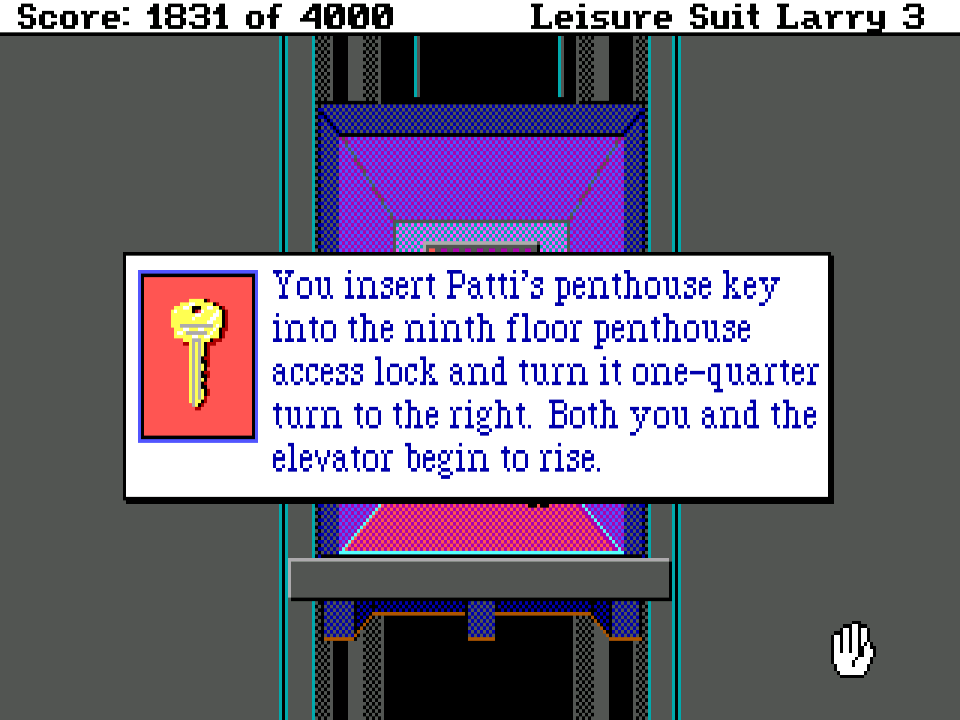 Score: 1831 of 4000 Leisure Suit Larry 3
You insert Patti's penthouse key
into the ninth floor penthouse
access lock and turn it one-quarter
turn to the right. Both you and the
elevator begin to rise.